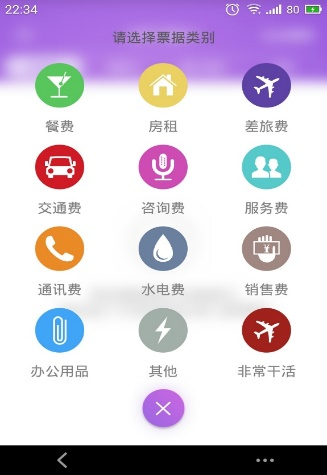 22:34
80
请选择票据类别
餐费
房租
差旅费
交通费
咨询费
服务费
通讯费
水电费
销售费
办公用品
其他
非常干活